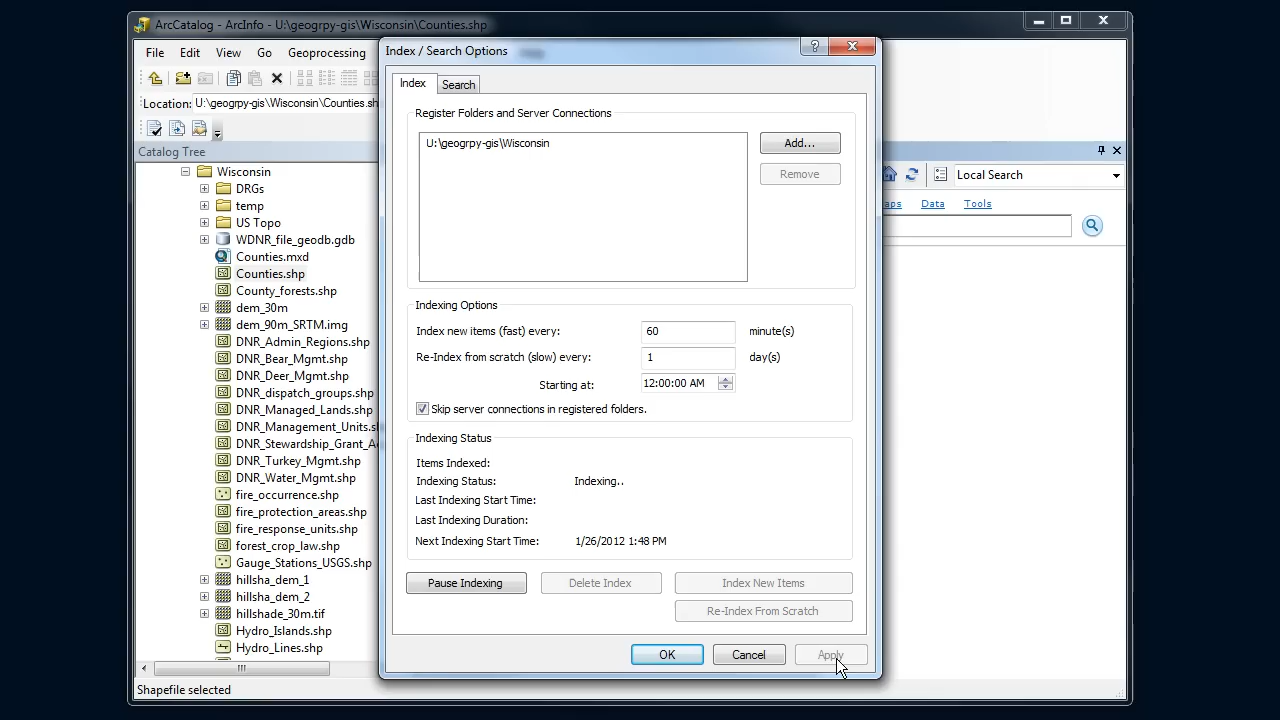 ArcCatalog - ArcInfo - U:\geogrpy-gis\Wisconsin\Counties.shp
File Edit View Go Geoprocessing
Location: U:\geogrpy-gis\Wisconsin\Counties.sh
Catalog Tree
Wisconsin
DRGs
temp
US Topo
WDNR_file_geodb.gdb
Counties.mxd
Counties.shp
County_forests.shp
dem_30m
dem_90m_SRTM.img
DNR_Admin_Regions.shp
DNR_Bear_Mgmt.shp
DNR_Deer_Mgmt.shp
DNR_dispatch_groups.shp
DNR_Managed_Lands.shp
DNR_Management_Units.s
DNR_Stewardship_Grant_A
DNR_Turkey_Mgmt.shp
DNR_Water_Mgmt.shp
fire_occurrence.shp
fire_protection_areas.shp
fire_response_units.shp
forest_crop_law.shp
Gauge_Stations_USGS.shp
hillsha_dem_1
hillsha_dem_2
hillshade_30m.tif
Hydro_Islands.shp
Hydro_Lines.shp
Shapefile selected
Index / Search Options
Index Search
Register Folders and Server Connections
U:\geogrpy-gis\Wisconsin
Add...
Remove
Indexing Options
Index new items (fast) every: 60 minute(s)
Re-Index from scratch (slow) every: 1 day(s)
Starting at: 12:00:00 AM
Skip server connections in registered folders.
Indexing Status
Items Indexed:
Indexing Status: Indexing..
Last Indexing Start Time:
Last Indexing Duration:
Next Indexing Start Time: 1/26/2012 1:48 PM
Pause Indexing Delete Index Index New Items
Re-Index From Scratch
OK Cancel Apply
Local Search
aps Data Tools